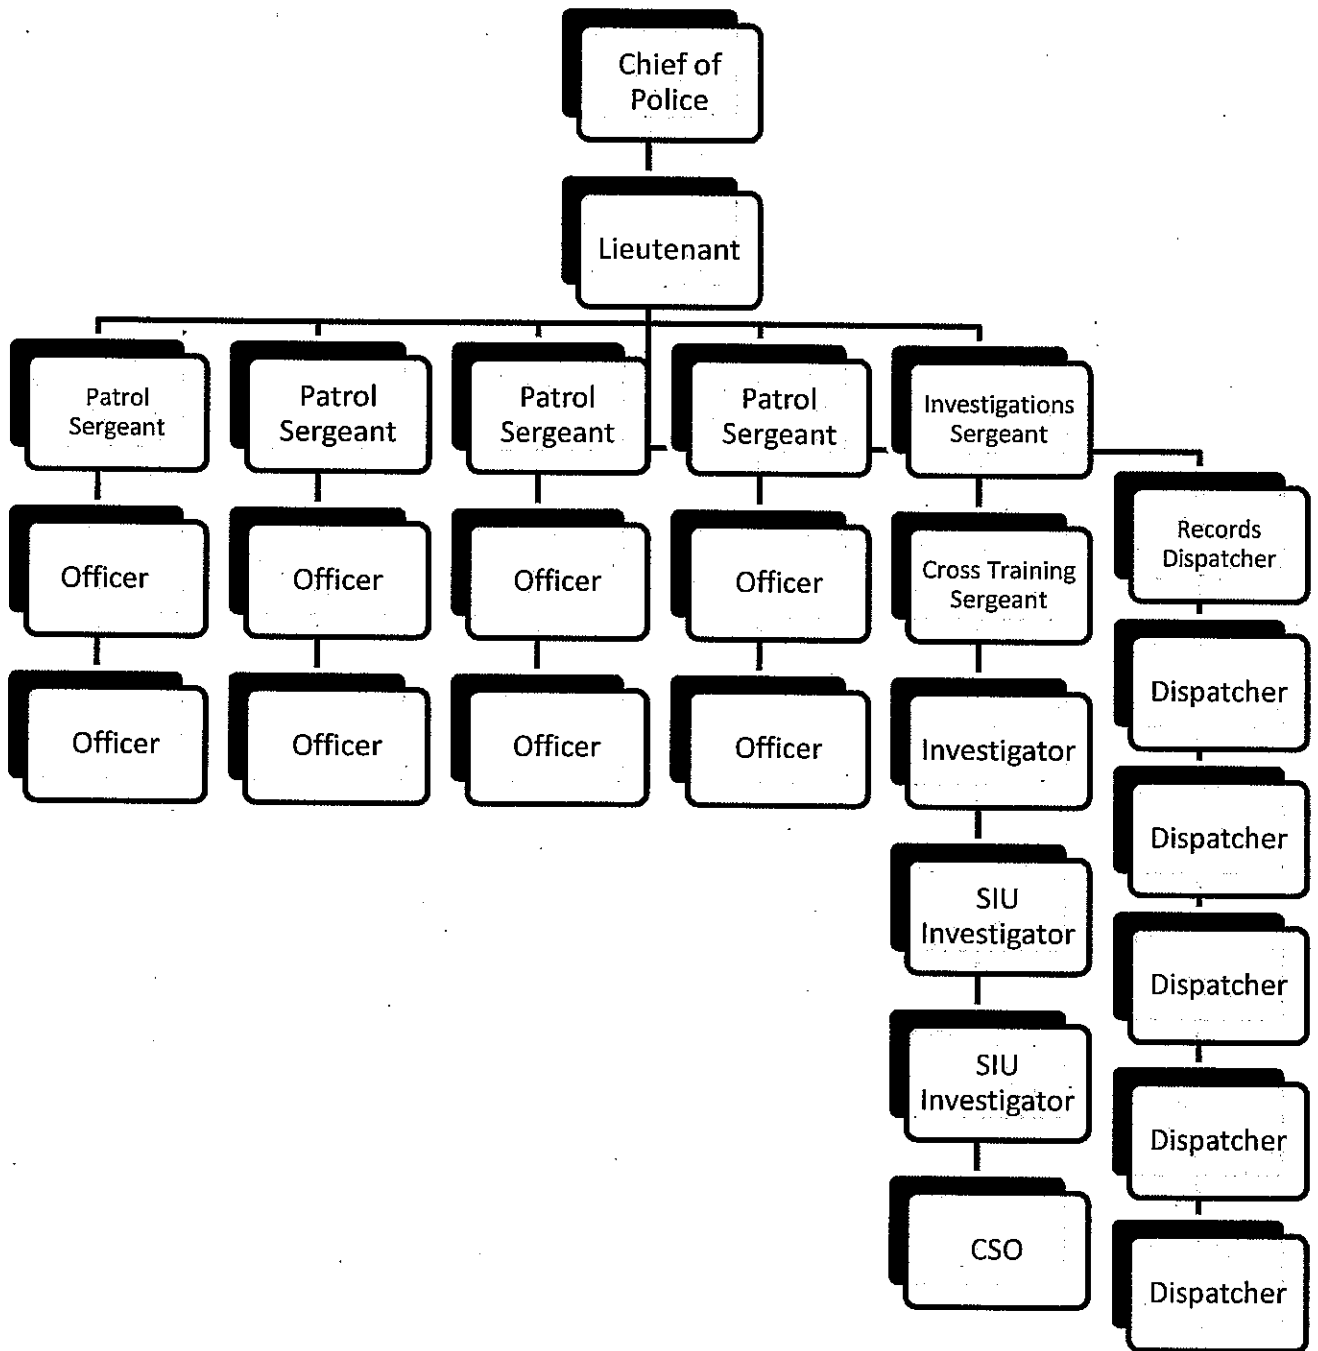 Chief of
Police
Lieutenant
Patrol
Sergeant
Patrol
Sergeant
Patrol
Sergeant
Patrol
Sergeant
Investigations
Sergeant
Records
Dispatcher
Officer
Officer
Officer
Officer
Cross Training
Sergeant
Dispatcher
Officer
Officer
Officer
Officer
Investigator
Dispatcher
SIU
Investigator
Dispatcher
SIU
Investigator
Dispatcher
CSO
Dispatcher